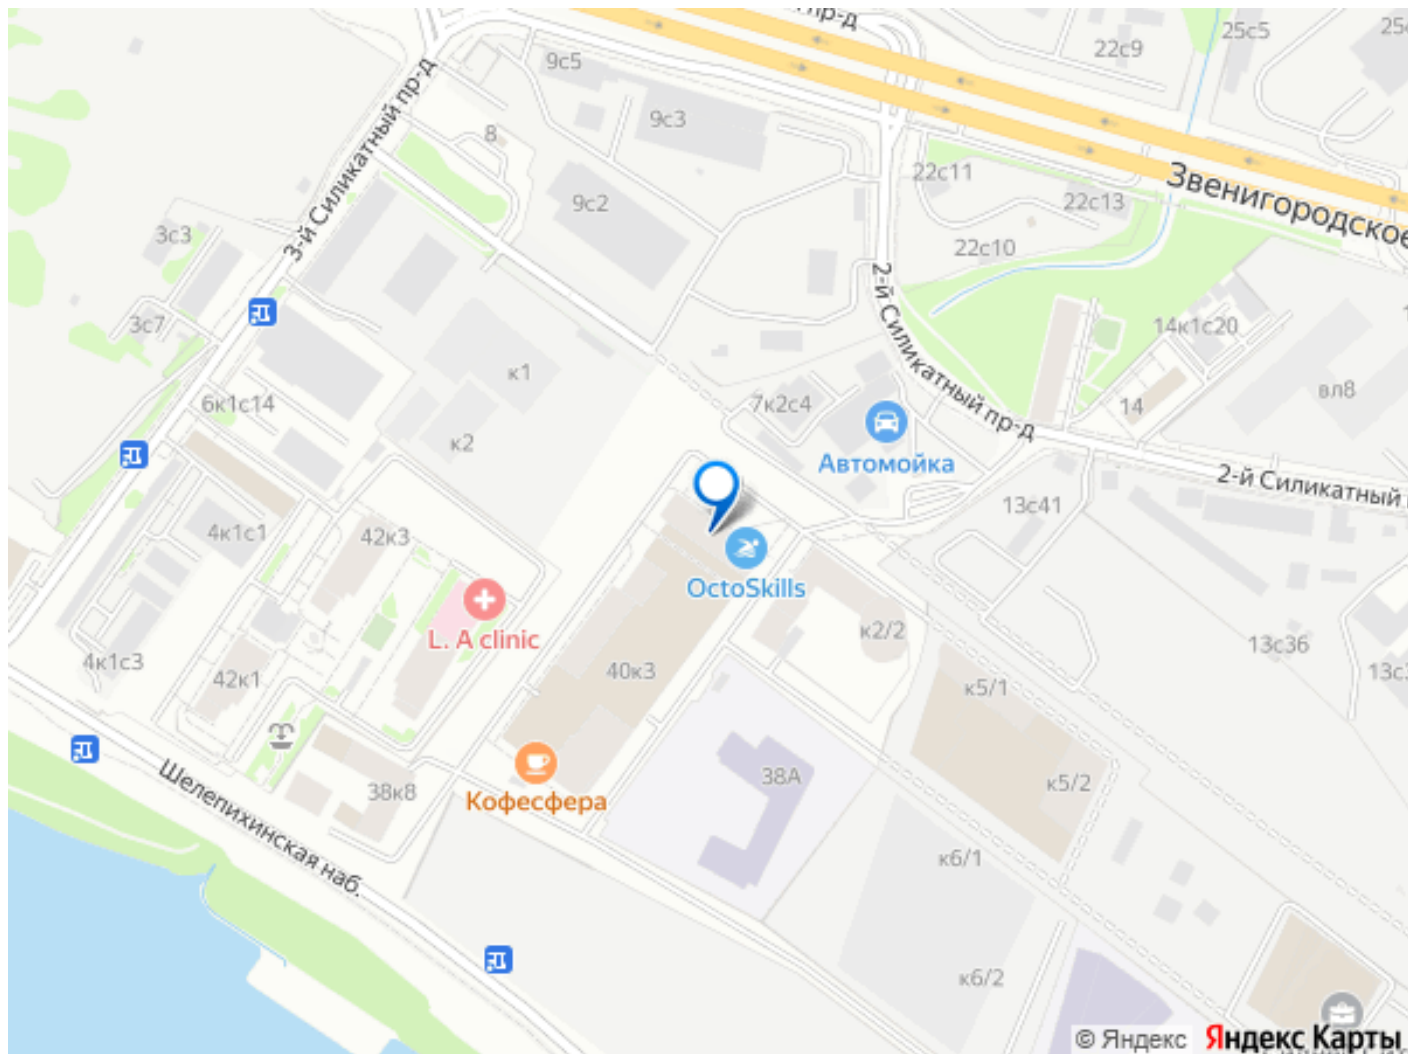 й пр-д
25с5
22с9
9с5
3-й Силикатный пр-д
9с3
8
22с11
Звенигородское
9с2
22с13
3с3
22с10
2-й Силикатный пр-д
3с7
14к1с20
к1
вл8
6к1с14
7к2с4
14
к2
Автомойка
2-й Силикатный
13с41
4к1с1
42к3
OctoSkills
L. A clinic
к2/2
13с36
4к1с3
42к1
40к3
к5/1
38А
к5/2
38к8
Кофесфера
Шелепихинская наб.
к6/1
к6/2
© Яндекс
Яндекс Карты